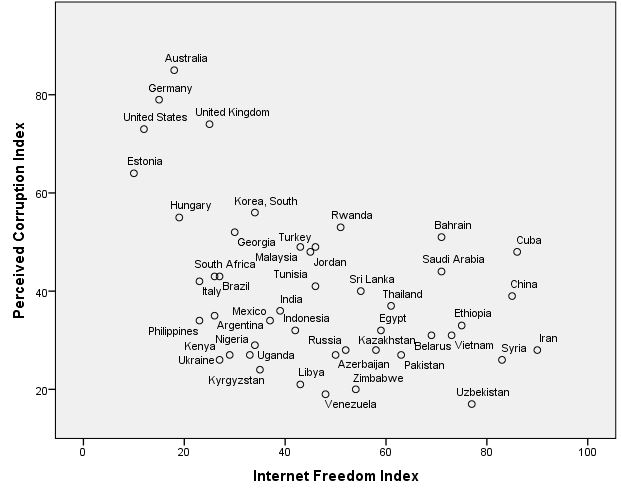 Australia
Germany
United States
United Kingdom
80
Estonia
60
Hungary
Korea, South
Rwanda
Bahrain
Georgia
Turkey
Cuba
Malaysia
Jordan
Saudi Arabia
South Africa
Tunisia
Italy
Brazil
Sri Lanka
China
40
Thailand
India
Mexico
Argentina
Indonesia
Egypt
Ethiopia
Philippines
Nigeria
Russia
Kazakhstan
Belarus
Vietnam
Iran
Kenya
Ukraine
Uganda
Azerbaijan
Pakistan
Syria
Kyrgyzstan
Libya
Zimbabwe
20
Venezuela
Uzbekistan
Perceived Corruption Index
0 20 40 60 80 100
Internet Freedom Index